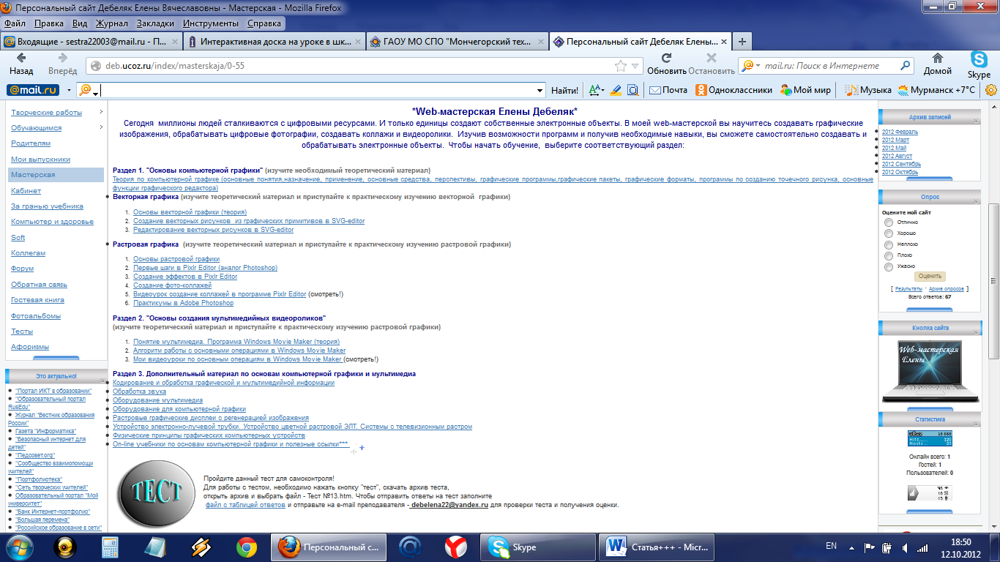 Персональный сайт Дебеляк Елены Вячеславовны - Мастерская - Mozilla Firefox
Файл Правка Вид Журнал Закладки Инструменты Справка
Входящие - sestra22003@mail.ru - П...
Интерактивная доска на уроке в шк...
ГАОУ МО СПО "Мончегорский тех...
Персональный сайт Дебеляк Елены...
Назад Вперёд
deb.ucoz.ru/index/masterskaja/0-55
Обновить Остановить
mail.ru: Поиск в Интернете
Домой Skype
@mail.ru
Найти!
Почта Одноклассники Мой мир Музыка Мурманск +7°C
Творческие работы
Обучающимся
Родителям
Мои выпускники
Мастерская
Кабинет
За гранью учебника
Компьютер и здоровье
Soft
Коллегам
Форум
Обратная связь
Гостевая книга
Фотоальбомы
Тесты
Афоризмы
Это актуально!
"Портал ИКТ в образовании"
"Образовательный портал
RusEdu"
Журнал "Вестник образования
России"
Газета "Информатика"
"Безопасный интернет для
детей"
"Педсовет.org"
"Сообщество взаимопомощи
учителей"
"Портфолиотека"
"Сеть творческих учителей"
Образовательный портал "Мой
университет"
"Банк Интернет-портфолио"
"Большая перемена"
"Российское образование в сети"
*Web-мастерская Елены Дебеляк*
Сегодня миллионы людей сталкиваются с цифровыми ресурсами. И только единицы создают собственные электронные объекты. В моей web-мастерской вы научитесь создавать графические
изображения, обрабатывать цифровые фотографии, создавать коллажи и видеоролики. Изучив возможности программ и получив необходимые навыки, вы сможете самостоятельно создавать и
обрабатывать электронные объекты. Чтобы начать обучение, выберите соответствующий раздел:
Раздел 1. "Основы компьютерной графики" (изучите необходимый теоретический материал)
Теория по компьютерной графике (основные понятия,назначение, применение, основные средства, перспективы, графические программы,графические пакеты, графические форматы, программы по созданию точечного рисунка, основные
функции графического редактора)
Векторная графика (изучите теоретический материал и приступайте к практическому изучению векторной графики)
1. Основы векторной графики (теория)
2. Создание векторных рисунков из графических примитивов в SVG-editor
3. Редактирование векторных рисунков в SVG-editor
Растровая графика (изучите теоретический материал и приступайте к практическому изучению растровой графики)
1. Основы растровой графики
2. Первые шаги в Pixlr Editor (аналог Photoshop)
3. Создание эффектов в Pixlr Editor
4. Создание фото-коллажей
5. Видеоурок создание коллажей в программе Pixlr Editor (смотреть!)
6. Практикумы в Adobe Photoshop
Раздел 2. "Основы создания мультимедийных видеороликов"
(изучите теоретический материал и приступайте к практическому изучению растровой графики)
1. Понятие мультимедиа. Программа Windows Movie Maker (теория)
2. Алгоритм работы с основными операциями в Windows Movie Maker
3. Мои видеоуроки по основным операциям в Windows Movie Maker (смотреть!)
Раздел 3. Дополнительный материал по основам компьютерной графики и мультимедиа
Кодирование и обработка графической и мультимедийной информации
Обработка звука
Оборудование мультимедиа
Оборудование для компьютерной графики
Растровые графические дисплеи с регенерацией изображения
Устройство электронно-лучевой трубки. Устройство цветной растровой ЭЛТ. Системы с телевизионным растром
Физические принципы графических компьютерных устройств
On-line учебники по основам компьютерной графики и полезные ссылки***
ТЕСТ
Пройдите данный тест для самоконтроля!
Для работы с тестом, необходимо нажать кнопку "тест", скачать архив теста,
открыть архив и выбрать файл - Тест №13.htm. Чтобы отправить ответы на тест заполните
файл с таблицей ответов и отправьте на e-mail преподавателя - debelena22@yandex.ru для проверки теста и получения оценки.
Архив записей
2012 Февраль
2012 Март
2012 Май
2012 Август
2012 Сентябрь
2012 Октябрь
Опрос
Оцените мой сайт
Отлично
Хорошо
Неплохо
Плохо
Ужасно
Оценить
[ Результаты · Архив опросов ]
Всего ответов: 67
Кнопка сайта
Web-мастерская
Елены
Статистика
uCoz 18 888
Hits..... 120
Hosts.... 23
Онлайн всего: 1
Гостей: 1
Пользователей: 0
46
16
15
Персональный с...
Skype
Статья+++ - Micr...
EN
18:50
12.10.2012